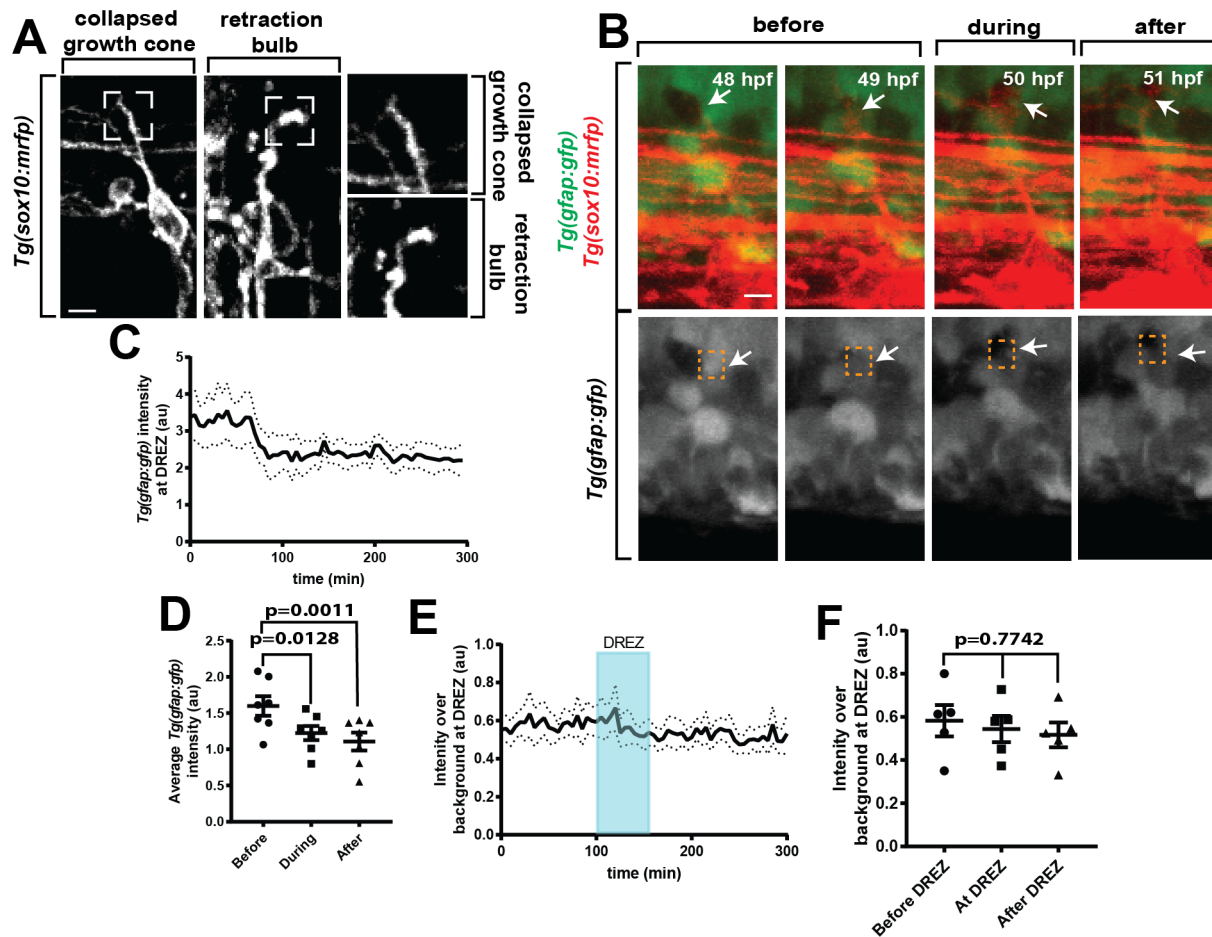 A
collapsed
growth cone
retraction
bulb
Tg(sox10:mrfp)
collapsed
growth cone
retraction
bulb
B
before
during
after
Tg(gfap:gfp)
Tg(sox10:mrfp)
48 hpf
49 hpf
50 hpf
51 hpf
Tg(gfap:gfp)
C
Tg(gfap:gfp) intensity
at DREZ (au)
5
4
3
2
1
0
0
100
200
300
time (min)
D
p=0.0011
p=0.0128
Average Tg(gfap:gfp)
intensity (au)
2.5
2.0
1.5
1.0
0.5
0.0
Before
During
After
E
DREZ
Intensity over
background at DREZ (au)
1.0
0.8
0.6
0.4
0.2
0.0
0
100
200
300
time (min)
F
p=0.7742
Intenity over
background at DREZ (au)
1.0
0.8
0.6
0.4
0.2
0.0
Before DREZ
At DREZ
After DREZ